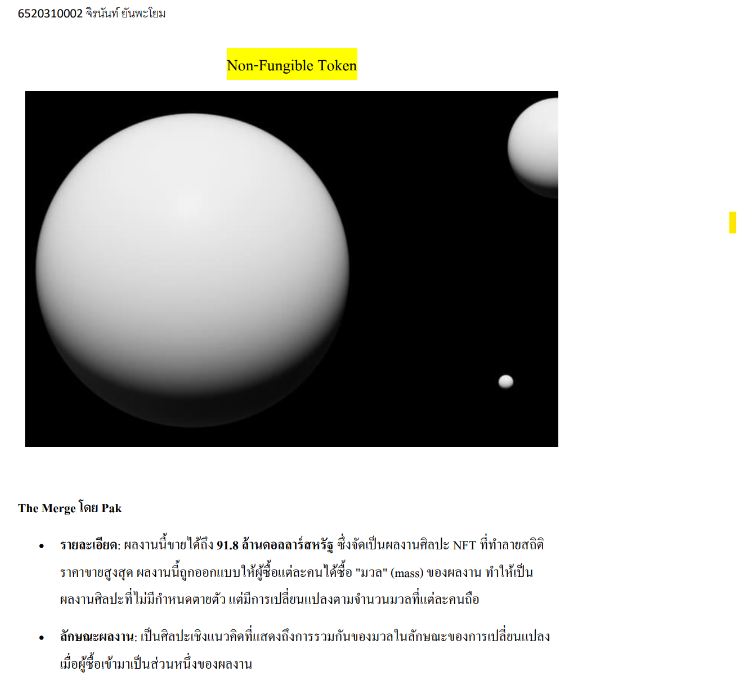 6520310002 จิรนันท์ ยันพะโยม
Non-Fungible Token
The Merge โดย Pak
• รายละเอียด: ผลงานนี้ขายได้ถึง 91.8 ล้านดอลลาร์สหรัฐ ซึ่งจัดเป็นผลงานศิลปะ NFT ที่ทำลายสถิติ
ราคาขายสูงสุด ผลงานนี้ถูกออกแบบให้ผู้ซื้อแต่ละคนได้ซื้อ "มวล" (mass) ของผลงาน ทำให้เป็น
ผลงานศิลปะที่ไม่มีกำหนดตายตัว แต่มีการเปลี่ยนแปลงตามจำนวนมวลที่แต่ละคนถือ
• ลักษณะผลงาน: เป็นศิลปะเชิงแนวคิดที่แสดงถึงการรวมกันของมวลในลักษณะของการเปลี่ยนแปลง
เมื่อผู้ซื้อเข้ามาเป็นส่วนหนึ่งของผลงาน